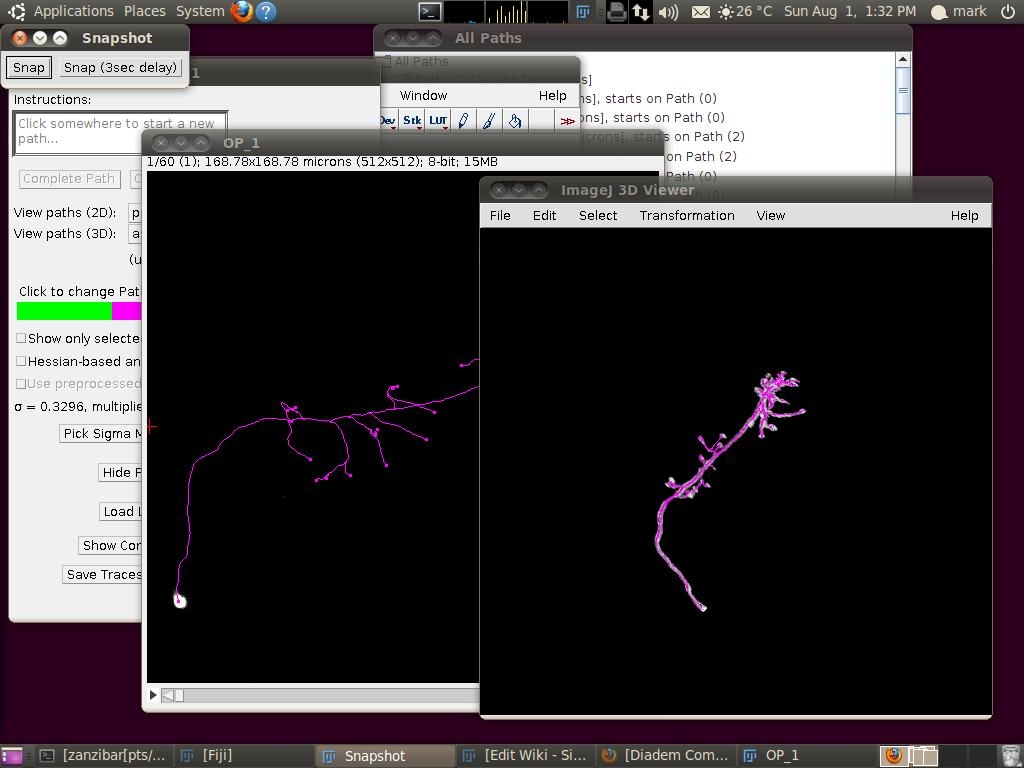 Applications Places System 26 °C Sun Aug 1, 1:32 PM mark
Snapshot
All Paths
Snap Snap (3sec delay)
1
All Paths
Instructions:
Click somewhere to start a new
path...
Window Help
Dev Stk LUT >>
ns], starts on Path (0)
ons], starts on Path (0)
icrons], starts on Path (2)
on Path (2)
Path (0)
OP_1
1/60 (1); 168.78x168.78 microns (512x512); 8-bit; 15MB
Complete Path
View paths (2D):
View paths (3D):
(u
Click to change Pat
Show only selecte
Hessian-based an
Use preprocessed
σ = 0.3296, multiplie
Pick Sigma M
Hide P
Load L
Show Cor
Save Traces
ImageJ 3D Viewer
File Edit Select Transformation View Help
[zanzibar[pts/... [Fiji] Snapshot [Edit Wiki - Si... [Diadem Com... OP_1